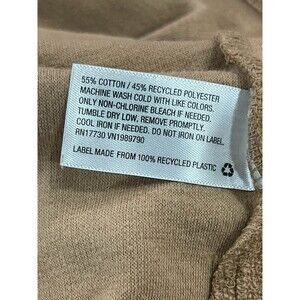 55% COTTON / 45% RECYCLED POLYESTER
MACHINE WASH COLD WITH LIKE COLORS.
ONLY NON-CHLORINE BLEACH IF NEEDED.
TUMBLE DRY LOW. REMOVE PROMPTLY.
COOL IRON IF NEEDED. DO NOT IRON ON LABEL.
RN17730 VN1989790
LABEL MADE FROM 100% RECYCLED PLASTIC